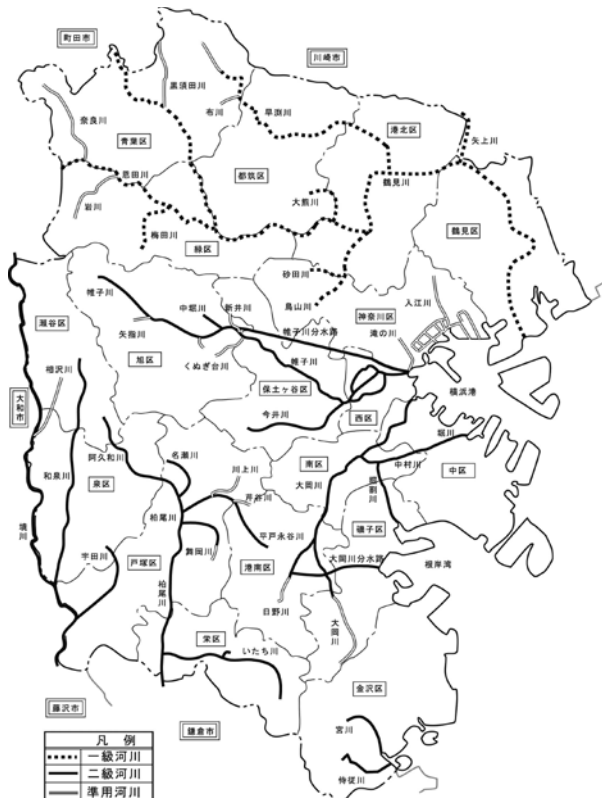 町田市
川崎市
黒須田川
奈良川
布川
早渕川
港北区
矢上川
青葉区
恩田川
都筑区
鶴見川
岩川
大熊川
鶴見区
梅田川
緑区
砂田川
鳥山川
帷子川
中堀川
新井川
神奈川区
入江川
瀬谷区
矢指川
帷子川分水路
滝の川
旭区
くぬぎ台川
帷子川
相沢川
保土ヶ谷区
横浜港
大和市
今井川
西区
堀川
阿久和川
名瀬川
南区
中村川
中区
和泉川
泉区
川上川
大岡川
堀割川
芹谷川
柏尾川
磯子区
境川
平戸永谷川
宇田川
舞岡川
大岡川分水路
根岸湾
戸塚区
港南区
柏尾川
日野川
大岡川
栄区
いたち川
金沢区
藤沢市
鎌倉市
宮川
侍従川
凡例
一級河川
二級河川
準用河川